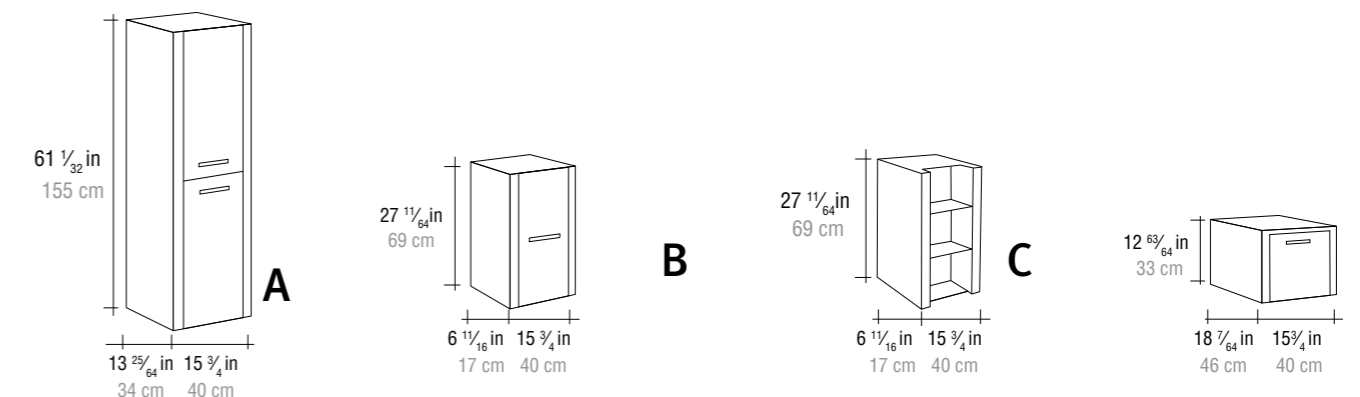 61 1/32 in
155 cm
A
13 25/64 in 15 3/4 in
34 cm 40 cm
27 11/64 in
69 cm
B
6 11/16 in 15 3/4 in
17 cm 40 cm
27 11/64 in
69 cm
C
6 11/16 in 15 3/4 in
17 cm 40 cm
12 63/64 in
33 cm
18 7/64 in 15 3/4 in
46 cm 40 cm